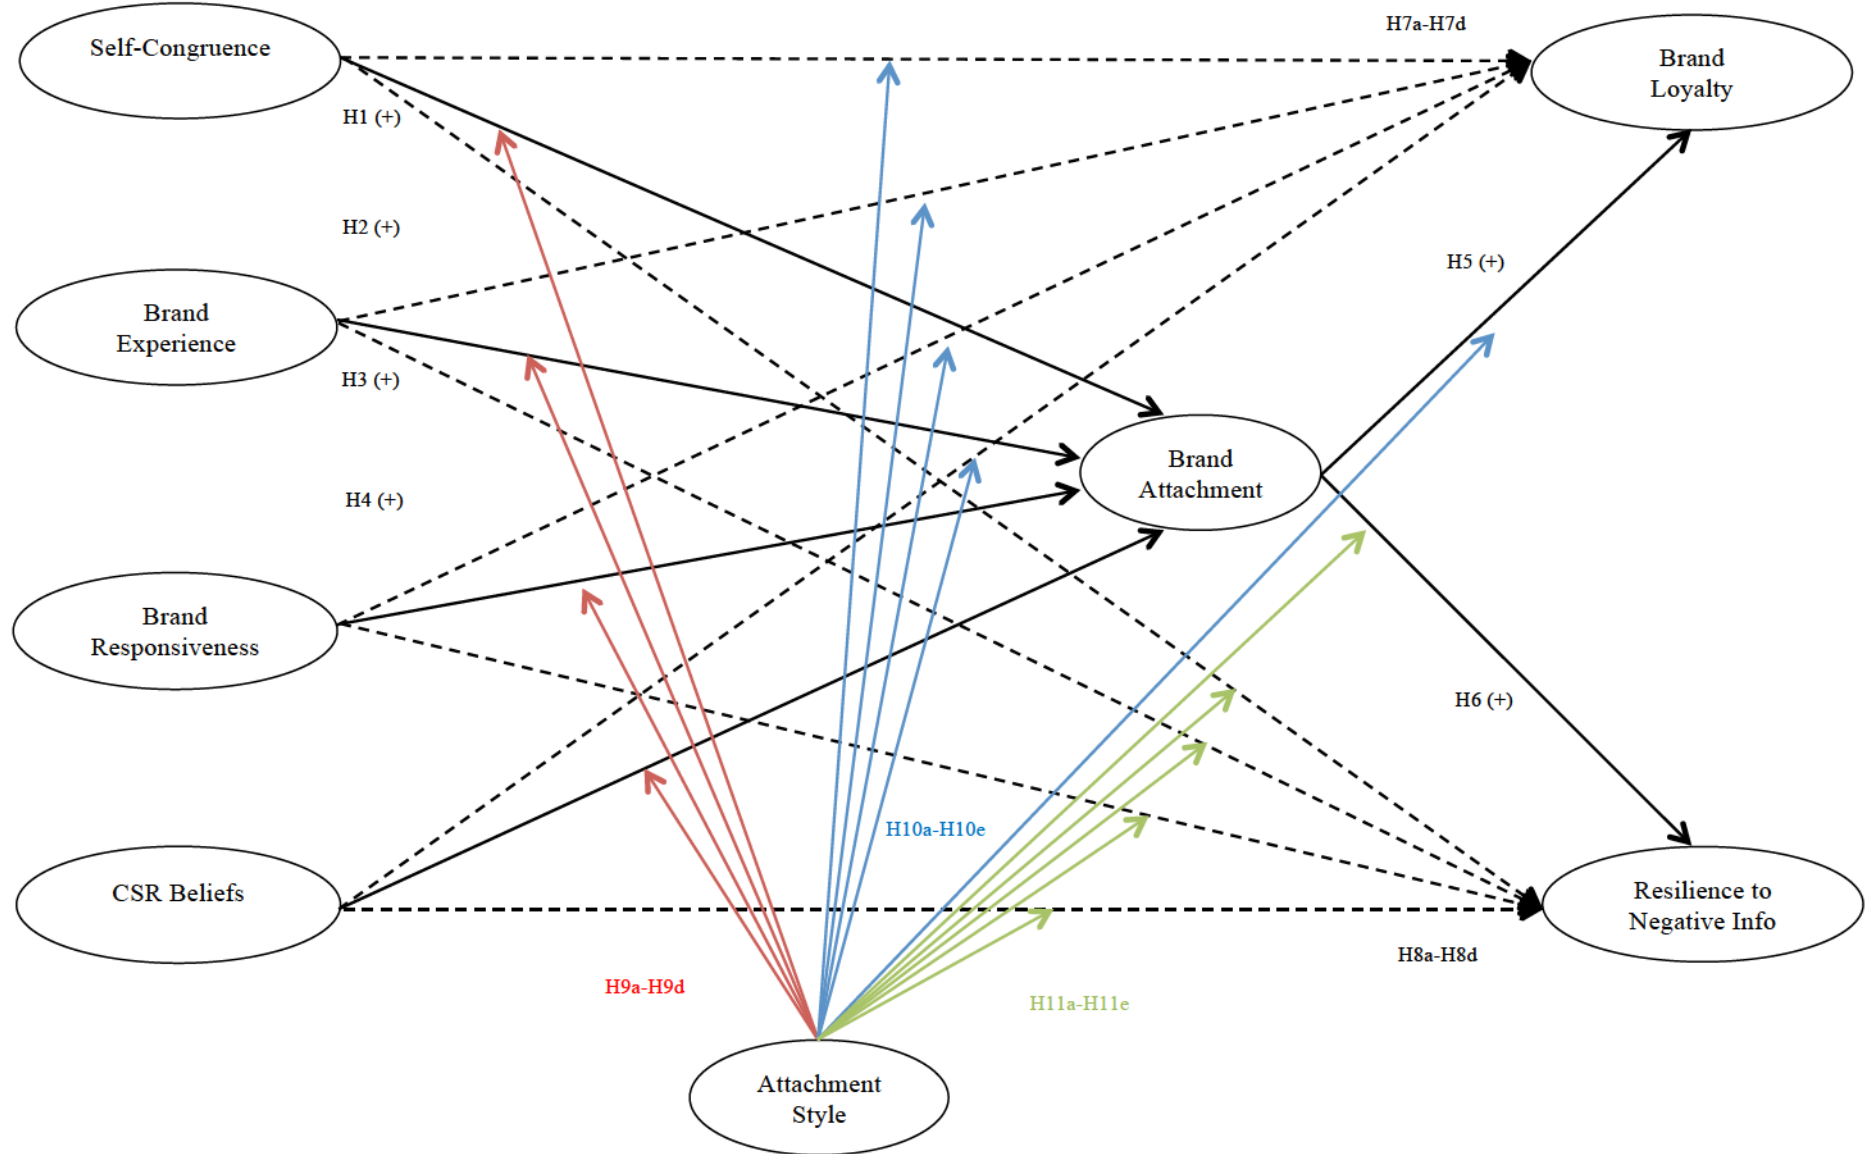 Self-Congruence
H7a-H7d
Brand
Loyalty
H1 (+)
H2 (+)
H5 (+)
Brand
Experience
H3 (+)
Brand
Attachment
H4 (+)
Brand
Responsiveness
H6 (+)
H10a-H10e
CSR Beliefs
Resilience to
Negative Info
H8a-H8d
H9a-H9d
H11a-H11e
Attachment
Style